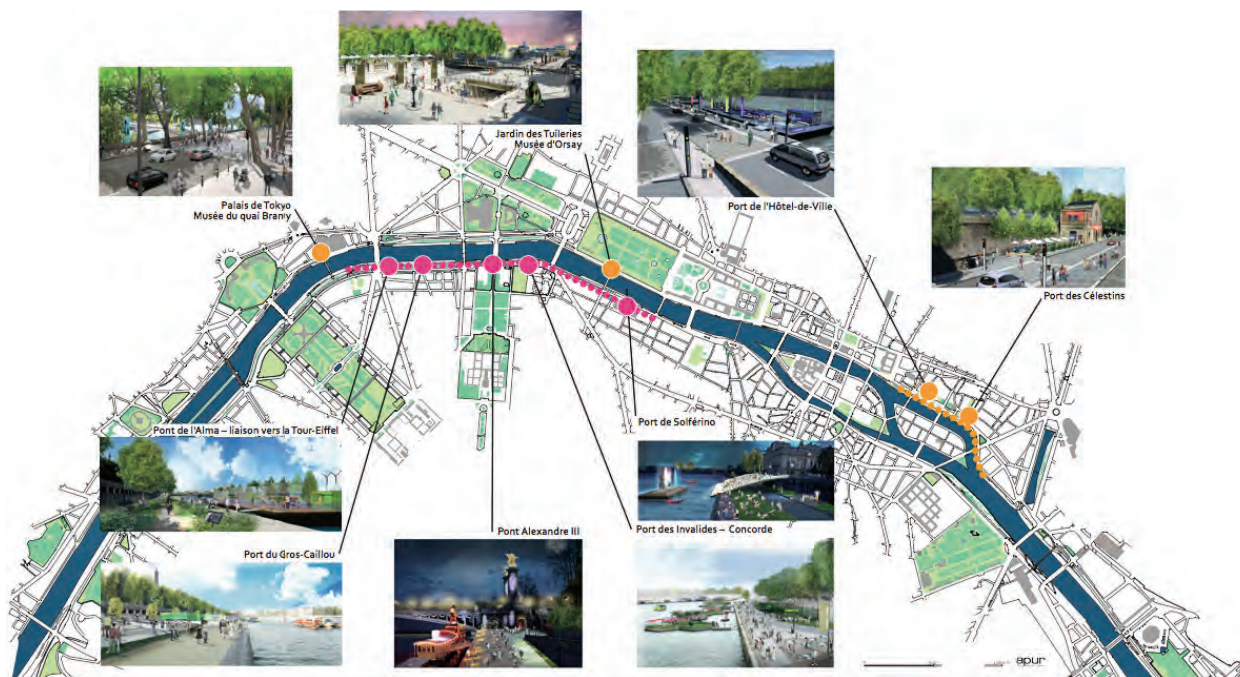 Jardin des Tuileries
Musée d'Orsay
Palais de Tokyo
Musée du quai Branly
Port de l'Hôtel-de-Ville
Port des Célestins
Pont de l'Alma – liaison vers la Tour-Eiffel
Port de Solférino
Port du Gros-Caillou
Pont Alexandre III
Port des Invalides – Concorde
apur